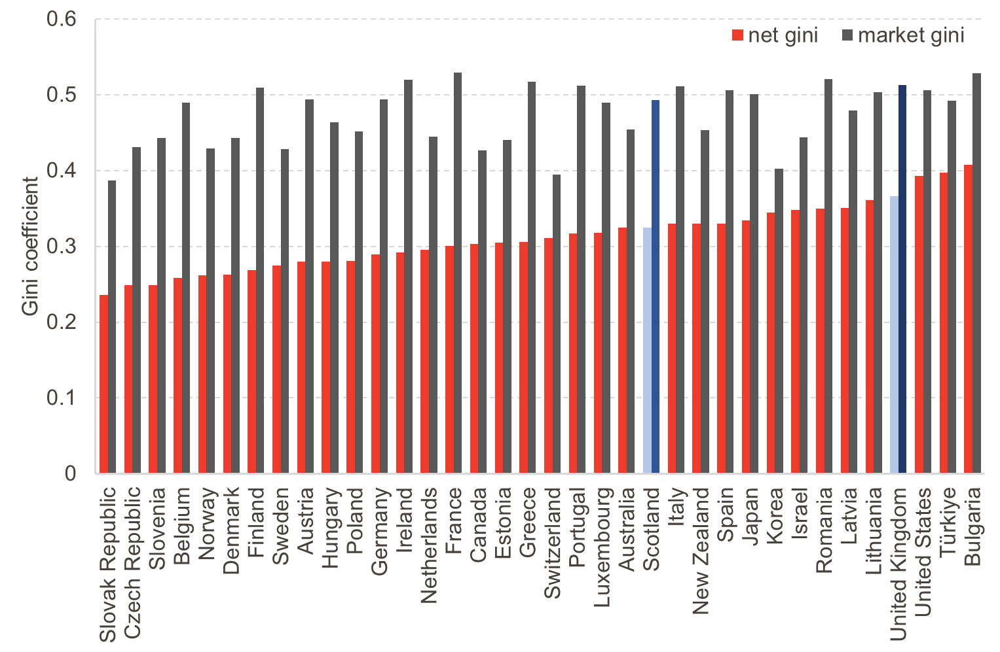 0.6
0.5
0.4
0.3
0.2
0.1
0
Gini coefficient
net gini
market gini
Slovak Republic
Czech Republic
Slovenia
Belgium
Norway
Denmark
Finland
Sweden
Austria
Hungary
Poland
Germany
Ireland
Netherlands
France
Canada
Estonia
Greece
Switzerland
Portugal
Luxembourg
Australia
Scotland
Italy
New Zealand
Spain
Japan
Korea
Israel
Romania
Latvia
Lithuania
United Kingdom
United States
Türkiye
Bulgaria